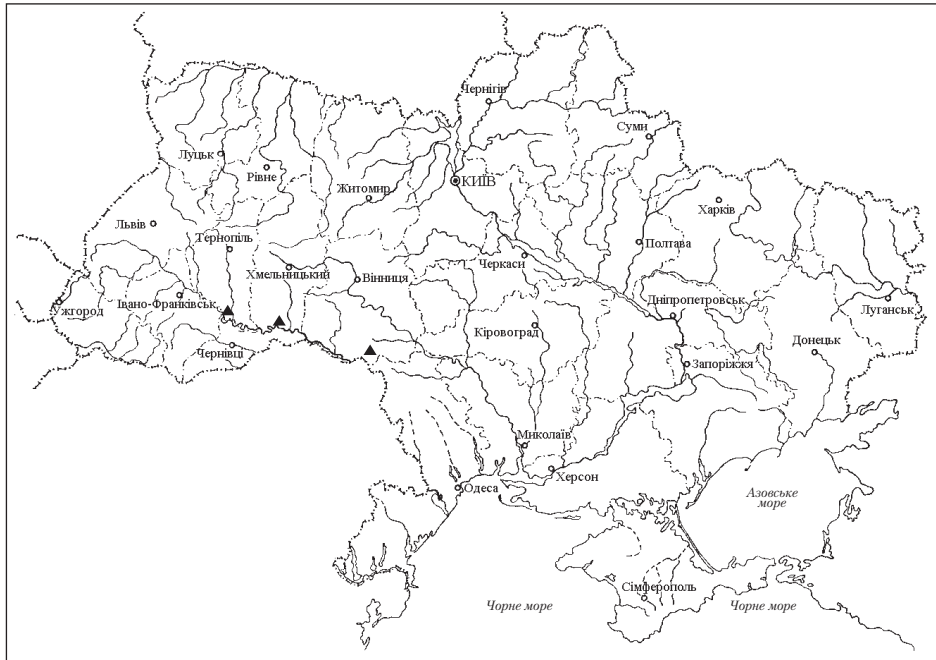 Чернігів
Суми
Луцьк
Рівне
КИЇВ
Житомир
Харків
Львів
Тернопіль
Полтава
Хмельницький
Черкаси
Вінниця
Ужгород
Івано-Франківськ
Дніпропетровськ
Луганськ
Кіровоград
Чернівці
Донецьк
Запоріжжя
Миколаїв
Херсон
Одеса
Азовське
море
Сімферополь
Чорне море
Чорне море